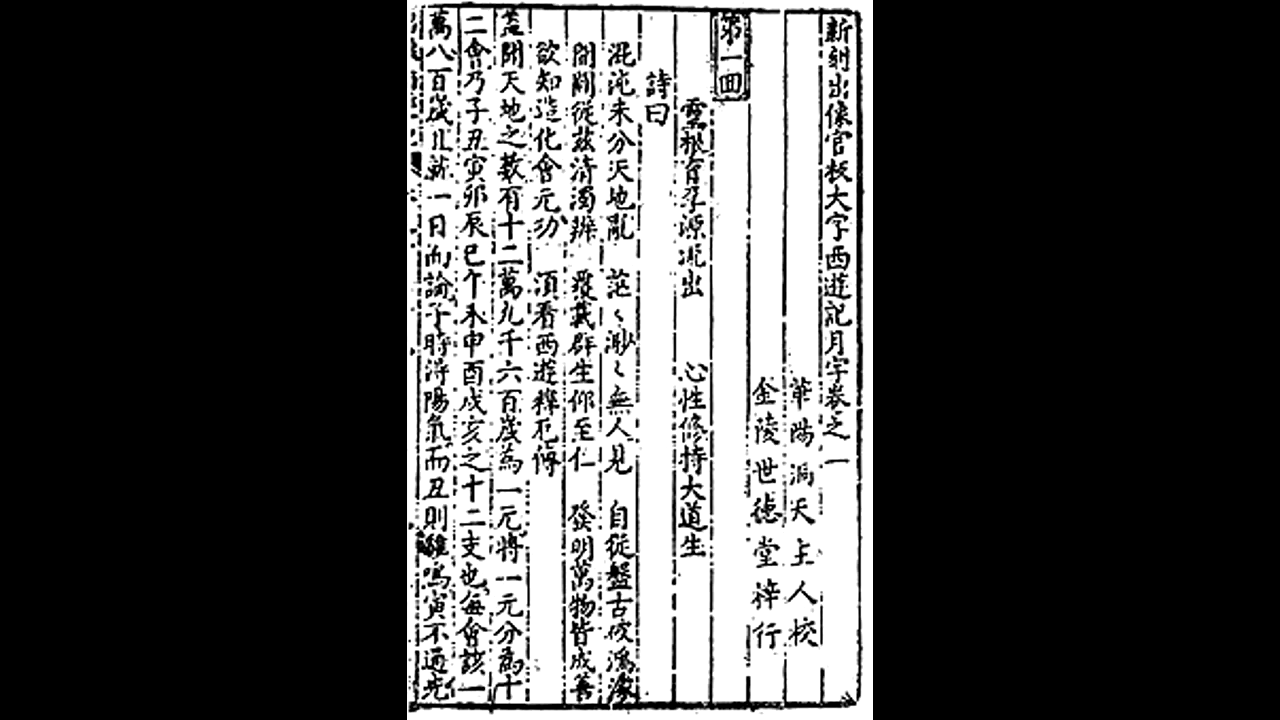 新刻出像官板大字西遊記月字卷之一
華陽洞天主人校
金陵世德堂梓行
第一回
靈根育孕源流出 心性修持大道生
詩曰
混沌未分天地亂 茫〻渺〻無人見 自從盤古破鴻濛
開闢從茲清濁辨 覆載群生仰至仁 發明萬物皆成善
欲知造化會元功 須看西遊釋厄傳
蓋聞天地之數有十二萬九千六百歲為一元將一元分為十
二會乃子丑寅卯辰巳午未申酉戌亥之十二支也每會該一
萬八百歲且就一日而論子時得陽氣而丑則雞鳴寅不通光